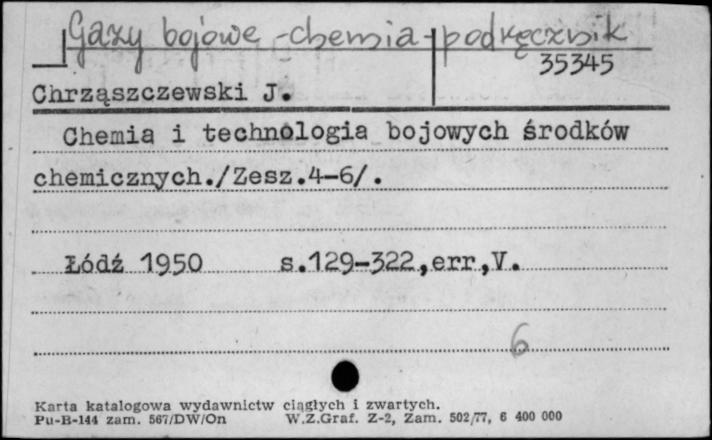 Gazy bojowe - chemia - podręcznik
35345
Chrząszczewski J.
Chemia i technologia bojowych środków
chemicznych./Zesz.4-6/.
Łódź 1950 s.129-322,err,V.
6
Karta katalogowa wydawnictw ciągłych i zwartych.
Pu-B-144 zam. 567/DW/On W.Z.Graf. Z-2, Zam. 502/77, 6 400 000